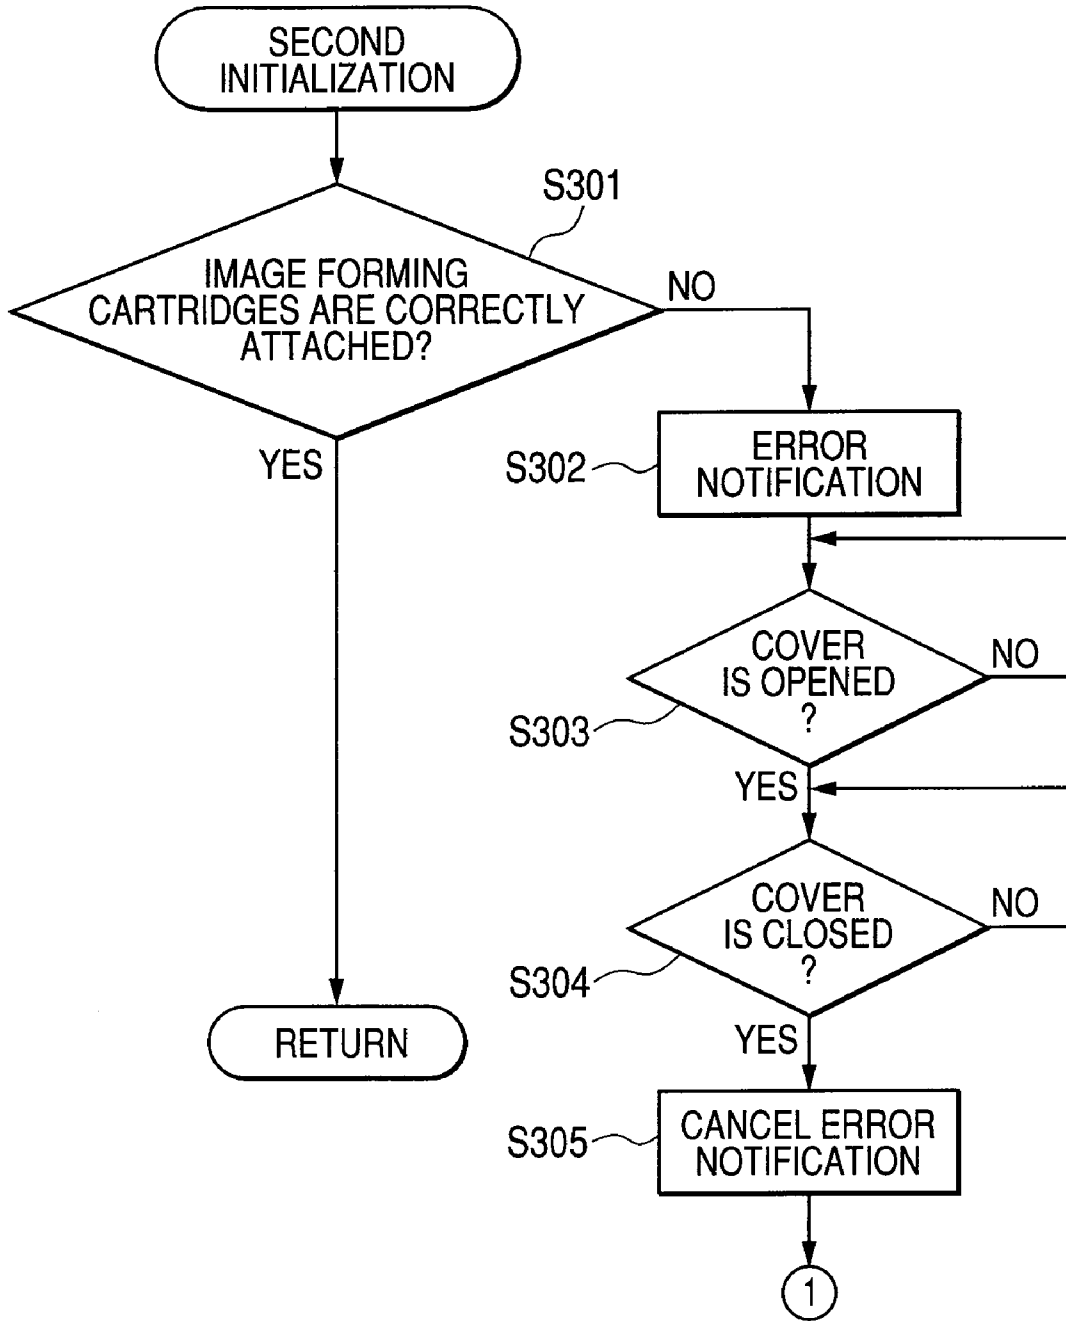 SECOND
INITIALIZATION
S301
IMAGE FORMING
CARTRIDGES ARE CORRECTLY
ATTACHED?
NO
YES
S302
ERROR
NOTIFICATION
COVER
IS OPENED
?
NO
S303
YES
COVER
IS CLOSED
?
NO
S304
YES
RETURN
S305
CANCEL ERROR
NOTIFICATION
1